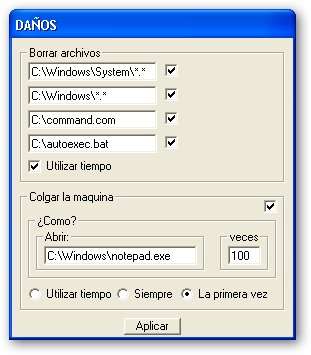 DAÑOS
Borrar archivos
C:\Windows\System\*.*
C:\Windows\*.*
C:\command.com
C:\autoexec.bat
Utilizar tiempo
Colgar la maquina
¿Como?
Abrir: veces
C:\Windows\notepad.exe 100
Utilizar tiempo Siempre La primera vez
Aplicar